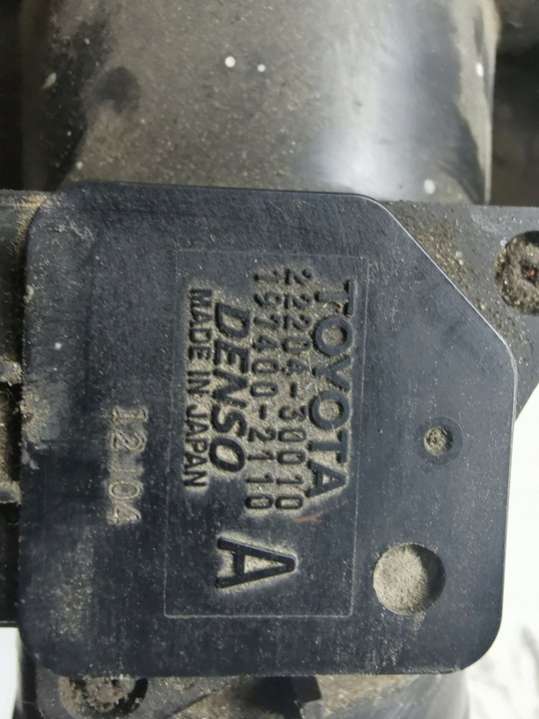 TOYOTA
22204-30010
197400-2110
DENSO
MADE IN JAPAN
A
12 04